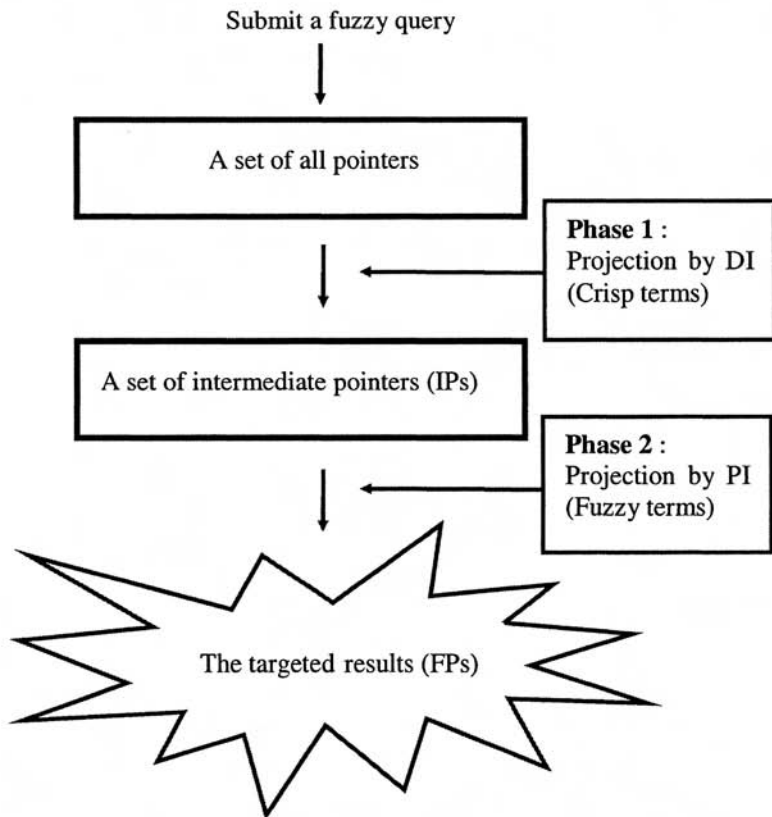 Submit a fuzzy query
A set of all pointers
Phase 1 :
Projection by DI
(Crisp terms)
A set of intermediate pointers (IPs)
Phase 2 :
Projection by PI
(Fuzzy terms)
The targeted results (FPs)